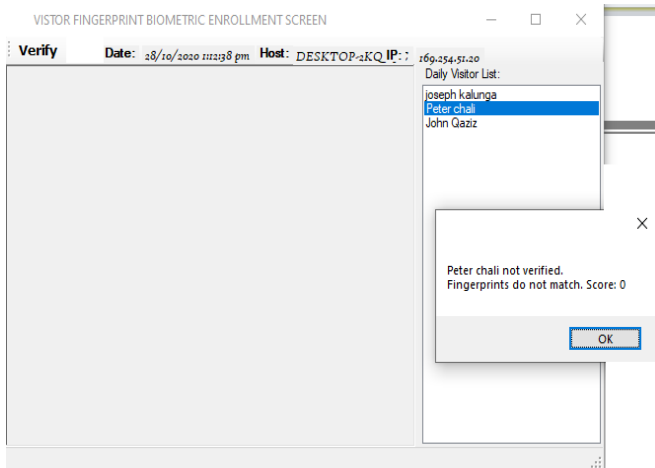 VISTOR FINGERPRINT BIOMETRIC ENROLLMENT SCREEN
Verify Date: 28/10/2020 11:12:38 pm Host: DESKTOP-2KQ IP: : 169.254.51.20
Daily Visitor List:
joseph kalunga
Peter chali
John Qaziz
Peter chali not verified.
Fingerprints do not match. Score: 0
OK